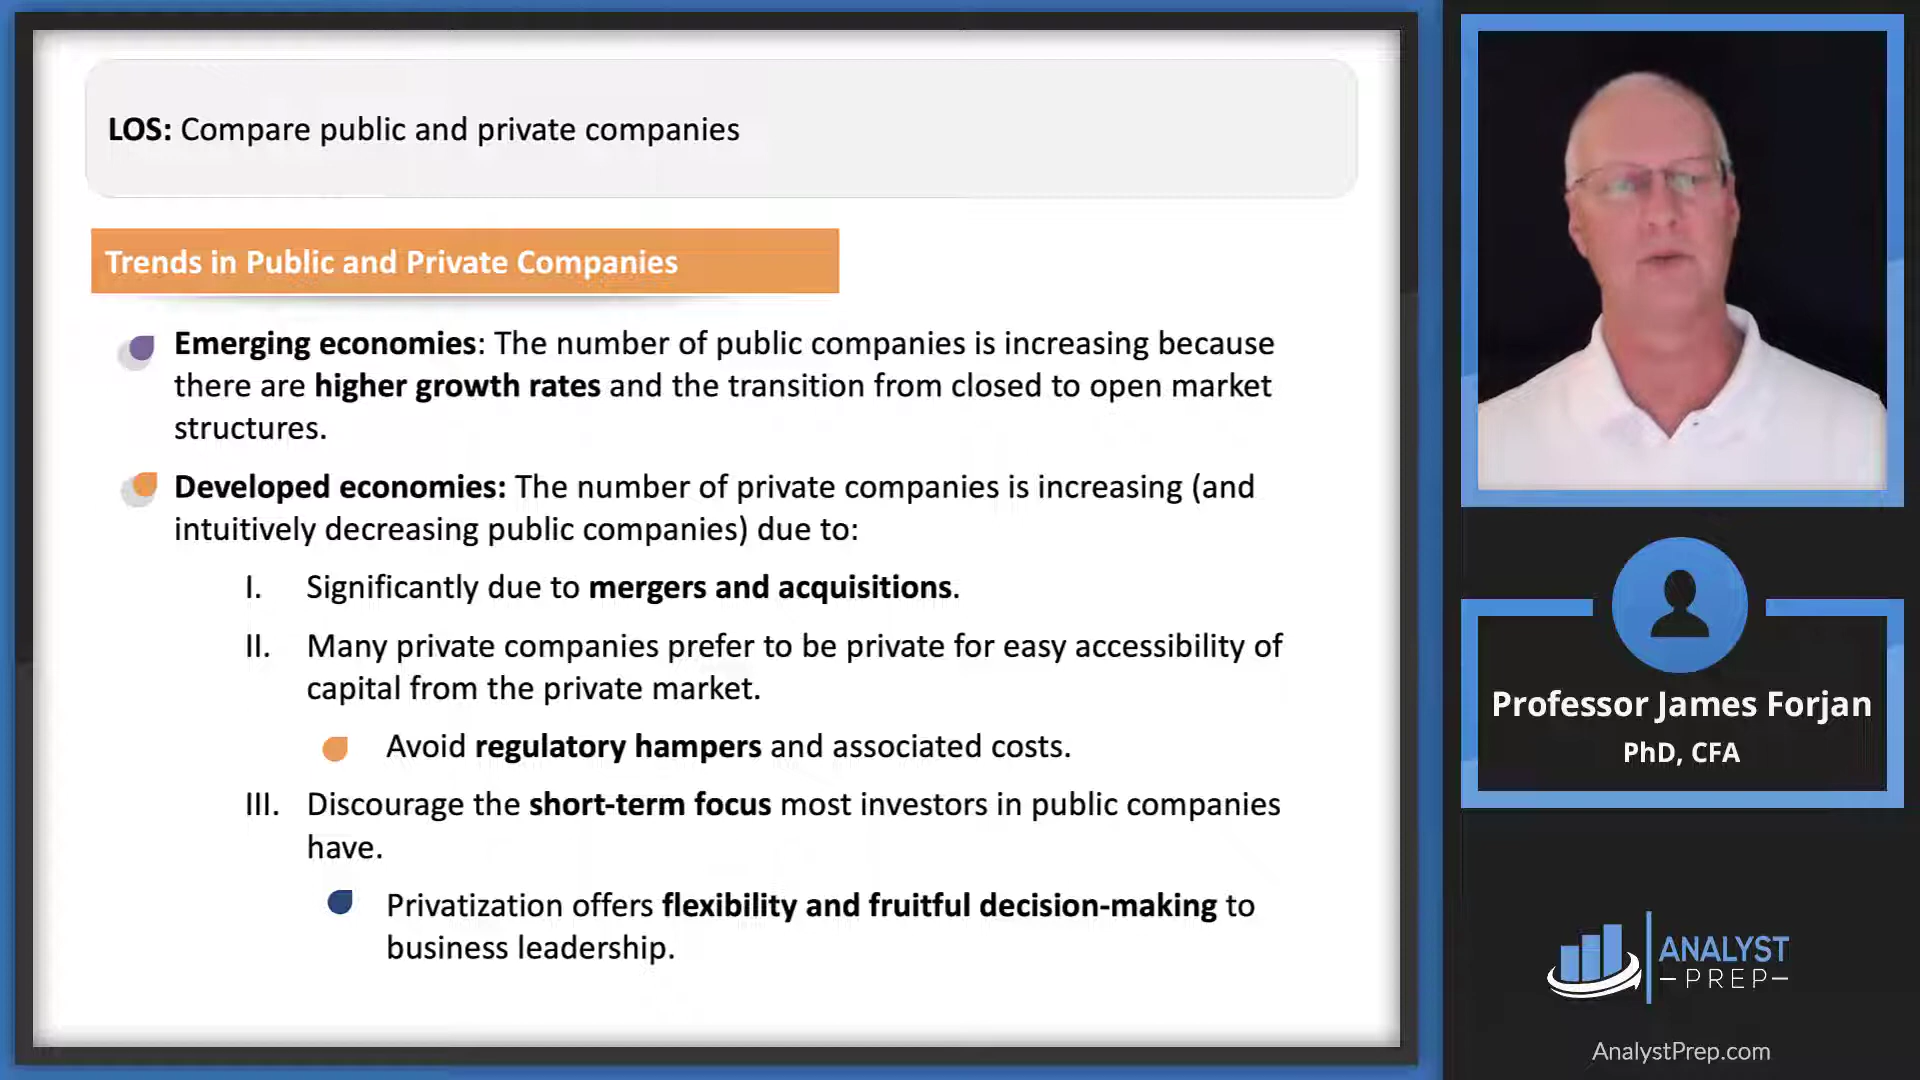 LOS: Compare public and private companies
Trends in Public and Private Companies
Emerging economies: The number of public companies is increasing because
there are higher growth rates and the transition from closed to open market
structures.
Developed economies: The number of private companies is increasing (and
intuitively decreasing public companies) due to:
I. Significantly due to mergers and acquisitions.
II. Many private companies prefer to be private for easy accessibility of
capital from the private market.
Avoid regulatory hampers and associated costs.
III. Discourage the short-term focus most investors in public companies
have.
Privatization offers flexibility and fruitful decision-making to
business leadership.
Professor James Forjan
PhD, CFA
ANALYST
PREP
AnalystPrep.com